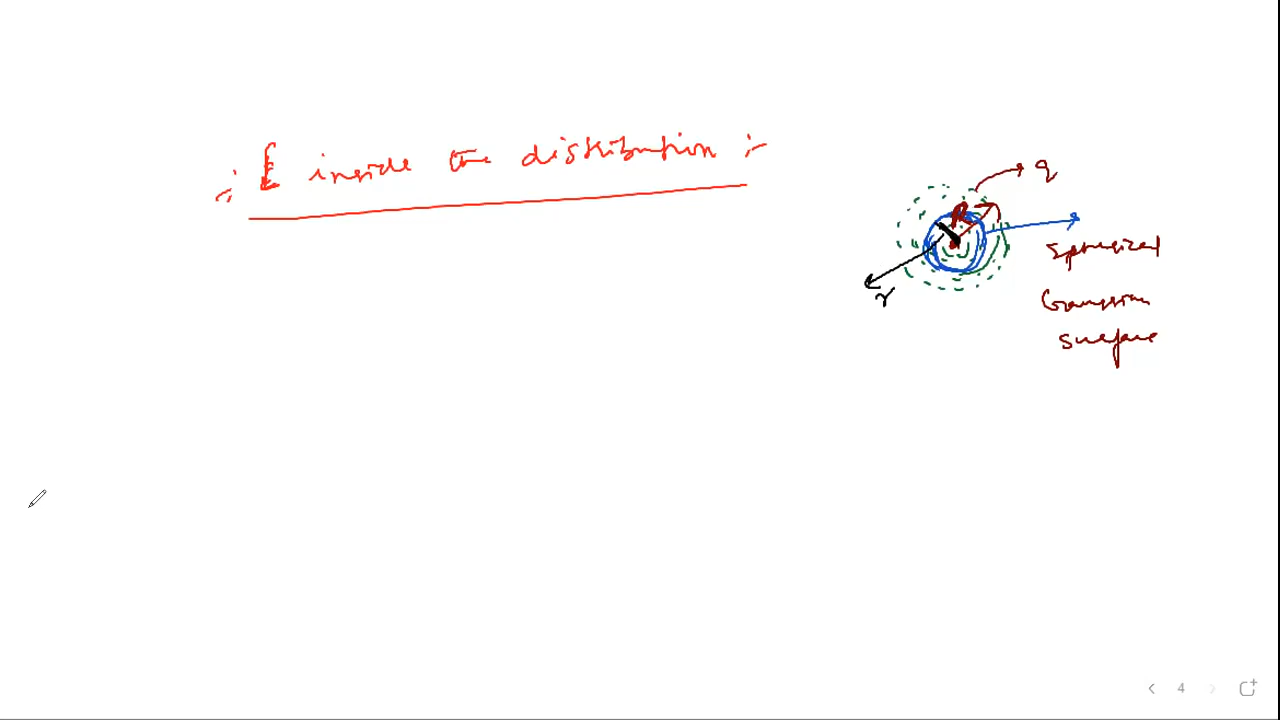 :- E inside the distribution :-
q
R
Spherical
Gaussian
surface
r
4